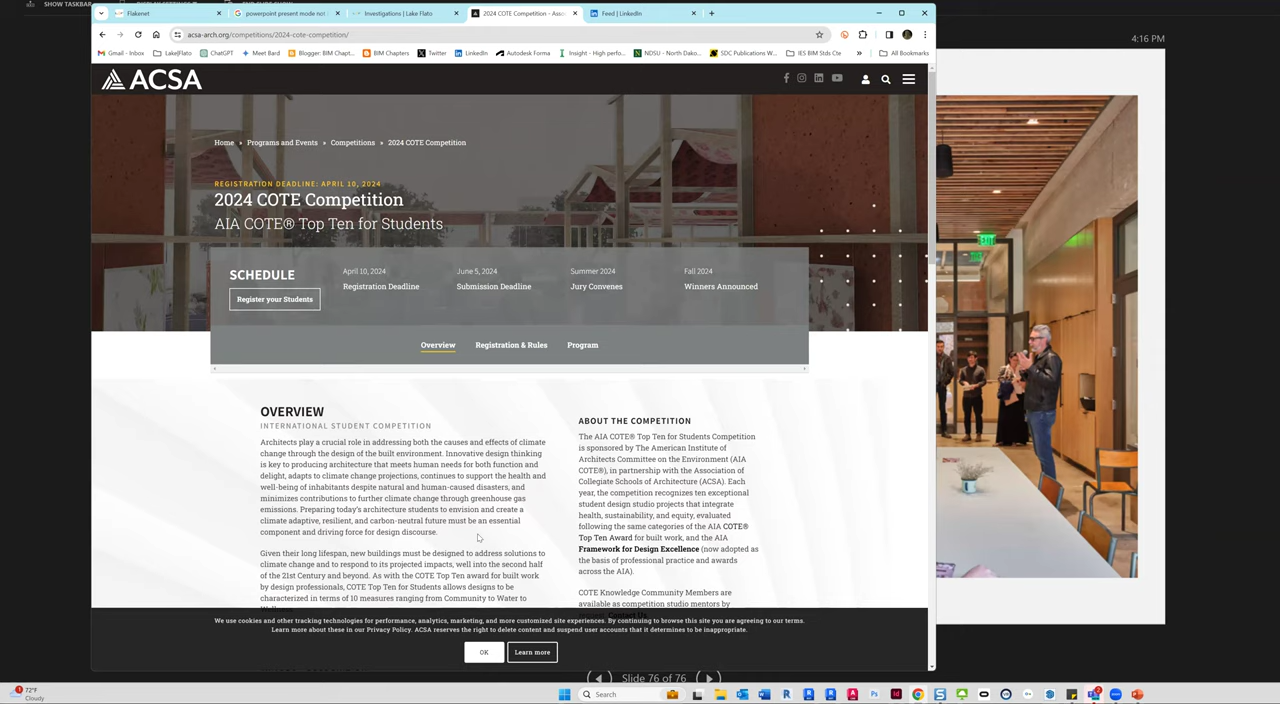 SHOW TASKBAR
Flakenet
powerpoint present mode not
Investigations | Lake Flato
2024 COTE Competition - Asso
Feed | LinkedIn
acsa-arch.org/competitions/2024-cote-competition/
Gmail - Inbox
Lake|Flato
ChatGPT
Meet Bard
Blogger: BIM Chapt...
BIM Chapters
Twitter
LinkedIn
Autodesk Forma
Insight - High perfo...
NDSU - North Dako...
SDC Publications W...
IES BIM Stds Cte
All Bookmarks
4:16 PM
ACSA
Home » Programs and Events » Competitions » 2024 COTE Competition
REGISTRATION DEADLINE: APRIL 10, 2024
2024 COTE Competition
AIA COTE® Top Ten for Students
SCHEDULE
Register your Students
April 10, 2024
Registration Deadline
June 5, 2024
Submission Deadline
Summer 2024
Jury Convenes
Fall 2024
Winners Announced
Overview
Registration & Rules
Program
OVERVIEW
INTERNATIONAL STUDENT COMPETITION
Architects play a crucial role in addressing both the causes and effects of climate
change through the design of the built environment. Innovative design thinking
is key to producing architecture that meets human needs for both function and
delight, adapts to climate change projections, continues to support the health and
well-being of inhabitants despite natural and human-caused disasters, and
minimizes contributions to further climate change through greenhouse gas
emissions. Preparing today's architecture students to envision and create a
climate adaptive, resilient, and carbon-neutral future must be an essential
component and driving force for design discourse.
Given their long lifespan, new buildings must be designed to address solutions to
climate change and to respond to its projected impacts, well into the second half
of the 21st Century and beyond. As with the COTE Top Ten award for built work
by design professionals, COTE Top Ten for Students allows designs to be
characterized in terms of 10 measures ranging from Community to Water to
ABOUT THE COMPETITION
The AIA COTE® Top Ten for Students Competition
is sponsored by The American Institute of
Architects Committee on the Environment (AIA
COTE®), in partnership with the Association of
Collegiate Schools of Architecture (ACSA). Each
year, the competition recognizes ten exceptional
student design studio projects that integrate
health, sustainability, and equity, evaluated
following the same categories of the AIA COTE®
Top Ten Award for built work, and the AIA
Framework for Design Excellence (now adopted as
the basis of professional practice and awards
across the AIA).
COTE Knowledge Community Members are
available as competition studio mentors by
We use cookies and other tracking technologies for performance, analytics, marketing, and more customized site experiences. By continuing to browse this site you are agreeing to our terms.
Learn more about these in our Privacy Policy. ACSA reserves the right to delete content and suspend user accounts that it determines to be inappropriate.
OK
Learn more
Slide 76 of 76
72°F
Cloudy
Search